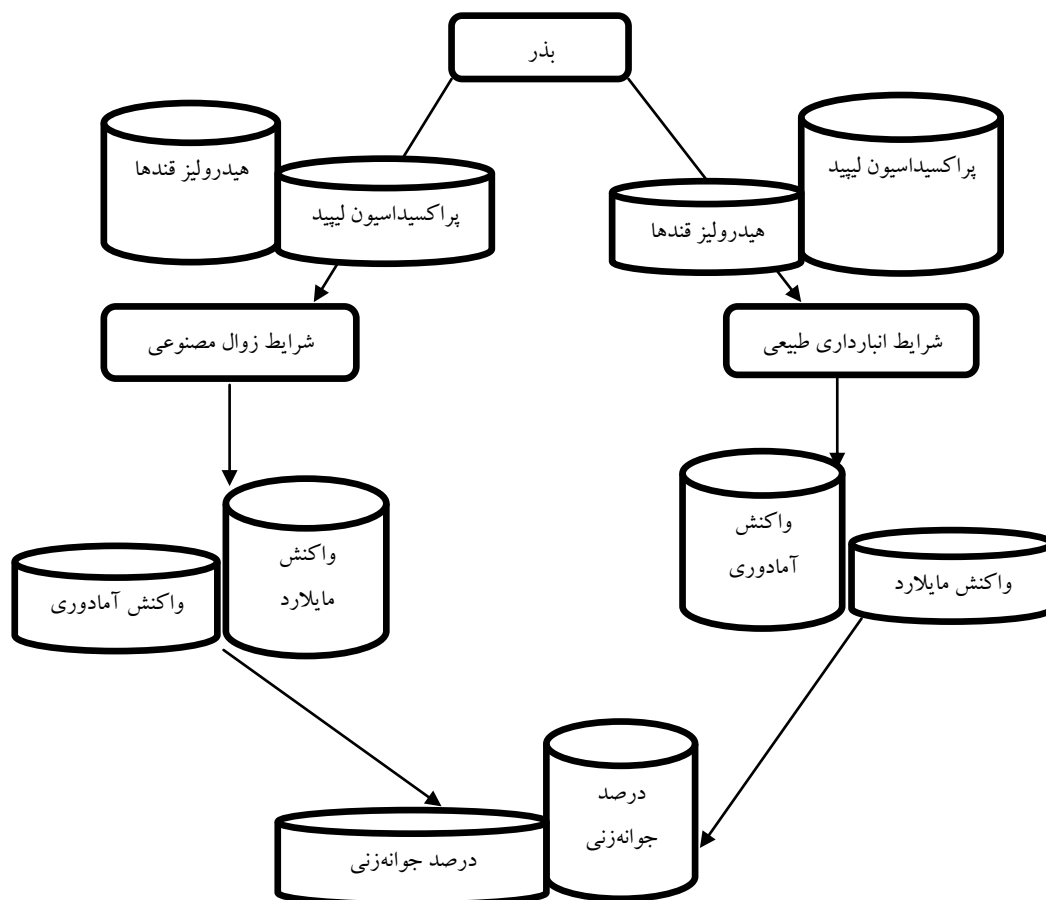 بذر
پراکسیداسیون لیپید
هیدرولیز قندها
هیدرولیز قندها
پراکسیداسیون لیپید
شرایط انبارداری طبیعی
شرایط زوال مصنوعی
واکنش
آمادوری
واکنش مایلارد
واکنش
مایلارد
واکنش آمادوری
درصد
جوانه‌زنی
درصد جوانه‌زنی